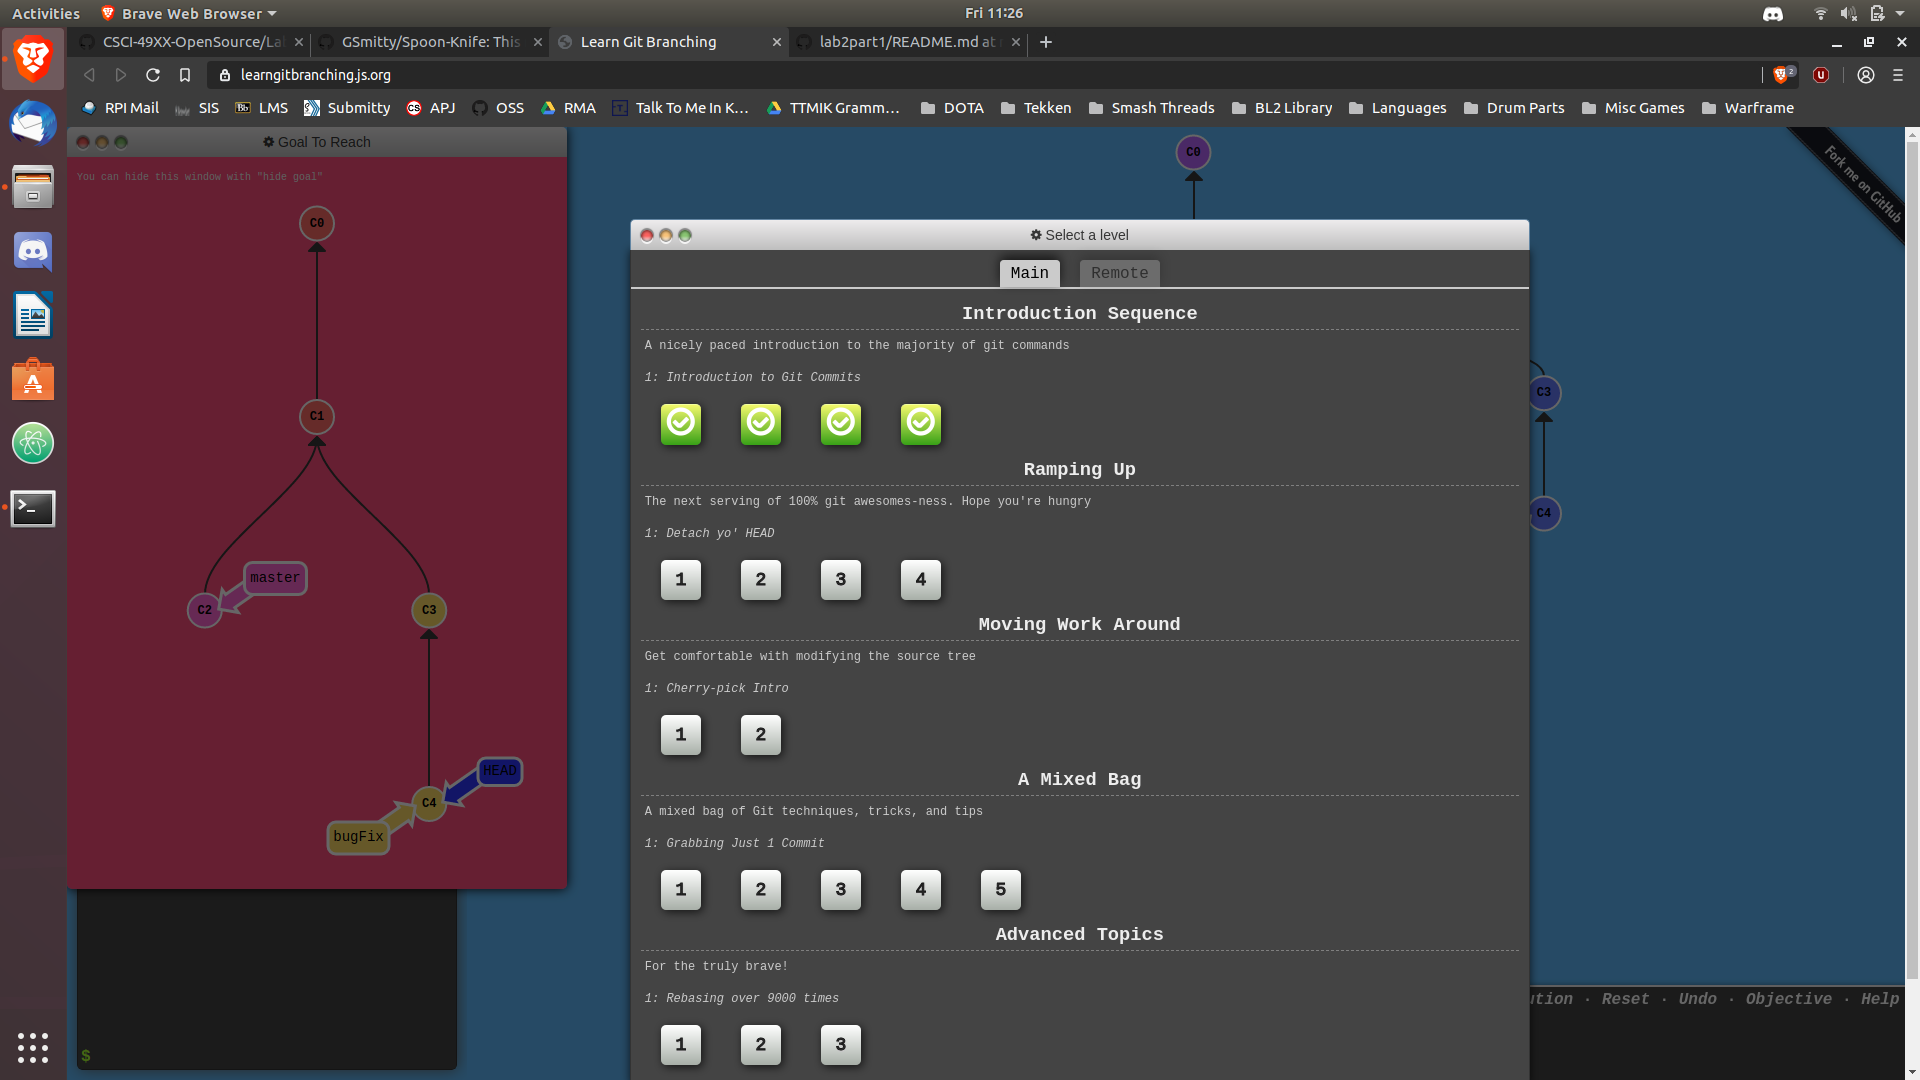 Activities Brave Web Browser Fri 11:26
CSCI-49XX-OpenSource/La GSmitty/Spoon-Knife: This Learn Git Branching lab2part1/README.md at
learngitbranching.js.org 2
RPI Mail SIS Bb LMS Submitty CS APJ OSS RMA Talk To Me In K... TTMIK Gramm... DOTA Tekken Smash Threads BL2 Library Languages Drum Parts Misc Games Warframe
Goal To Reach
You can hide this window with "hide goal"
C0
C1
master
C2
C3
HEAD
C4
bugFix
$
C0
Fork me on GitHub
C3
C4
Select a level
Main Remote
Introduction Sequence
A nicely paced introduction to the majority of git commands
1: Introduction to Git Commits
Ramping Up
The next serving of 100% git awesomes-ness. Hope you're hungry
1: Detach yo' HEAD
1 2 3 4
Moving Work Around
Get comfortable with modifying the source tree
1: Cherry-pick Intro
1 2
A Mixed Bag
A mixed bag of Git techniques, tricks, and tips
1: Grabbing Just 1 Commit
1 2 3 4 5
Advanced Topics
For the truly brave!
1: Rebasing over 9000 times
1 2 3
ution · Reset · Undo · Objective · Help